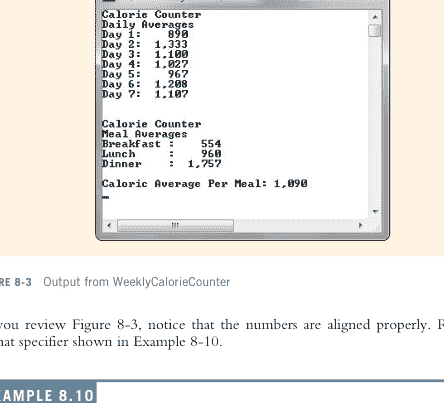 Calorie Counter
Daily Averages
Day 1: 890
Day 2: 1,333
Day 3: 1,100
Day 4: 1,027
Day 5: 967
Day 6: 1,208
Day 7: 1,107
Calorie Counter
Meal Averages
Breakfast : 554
Lunch : 960
Dinner : 1,757
Caloric Average Per Meal: 1,090
RE 8-3 Output from WeeklyCalorieCounter
you review Figure 8-3, notice that the numbers are aligned properly. R
nat specifier shown in Example 8-10.
AMPLE 8.10